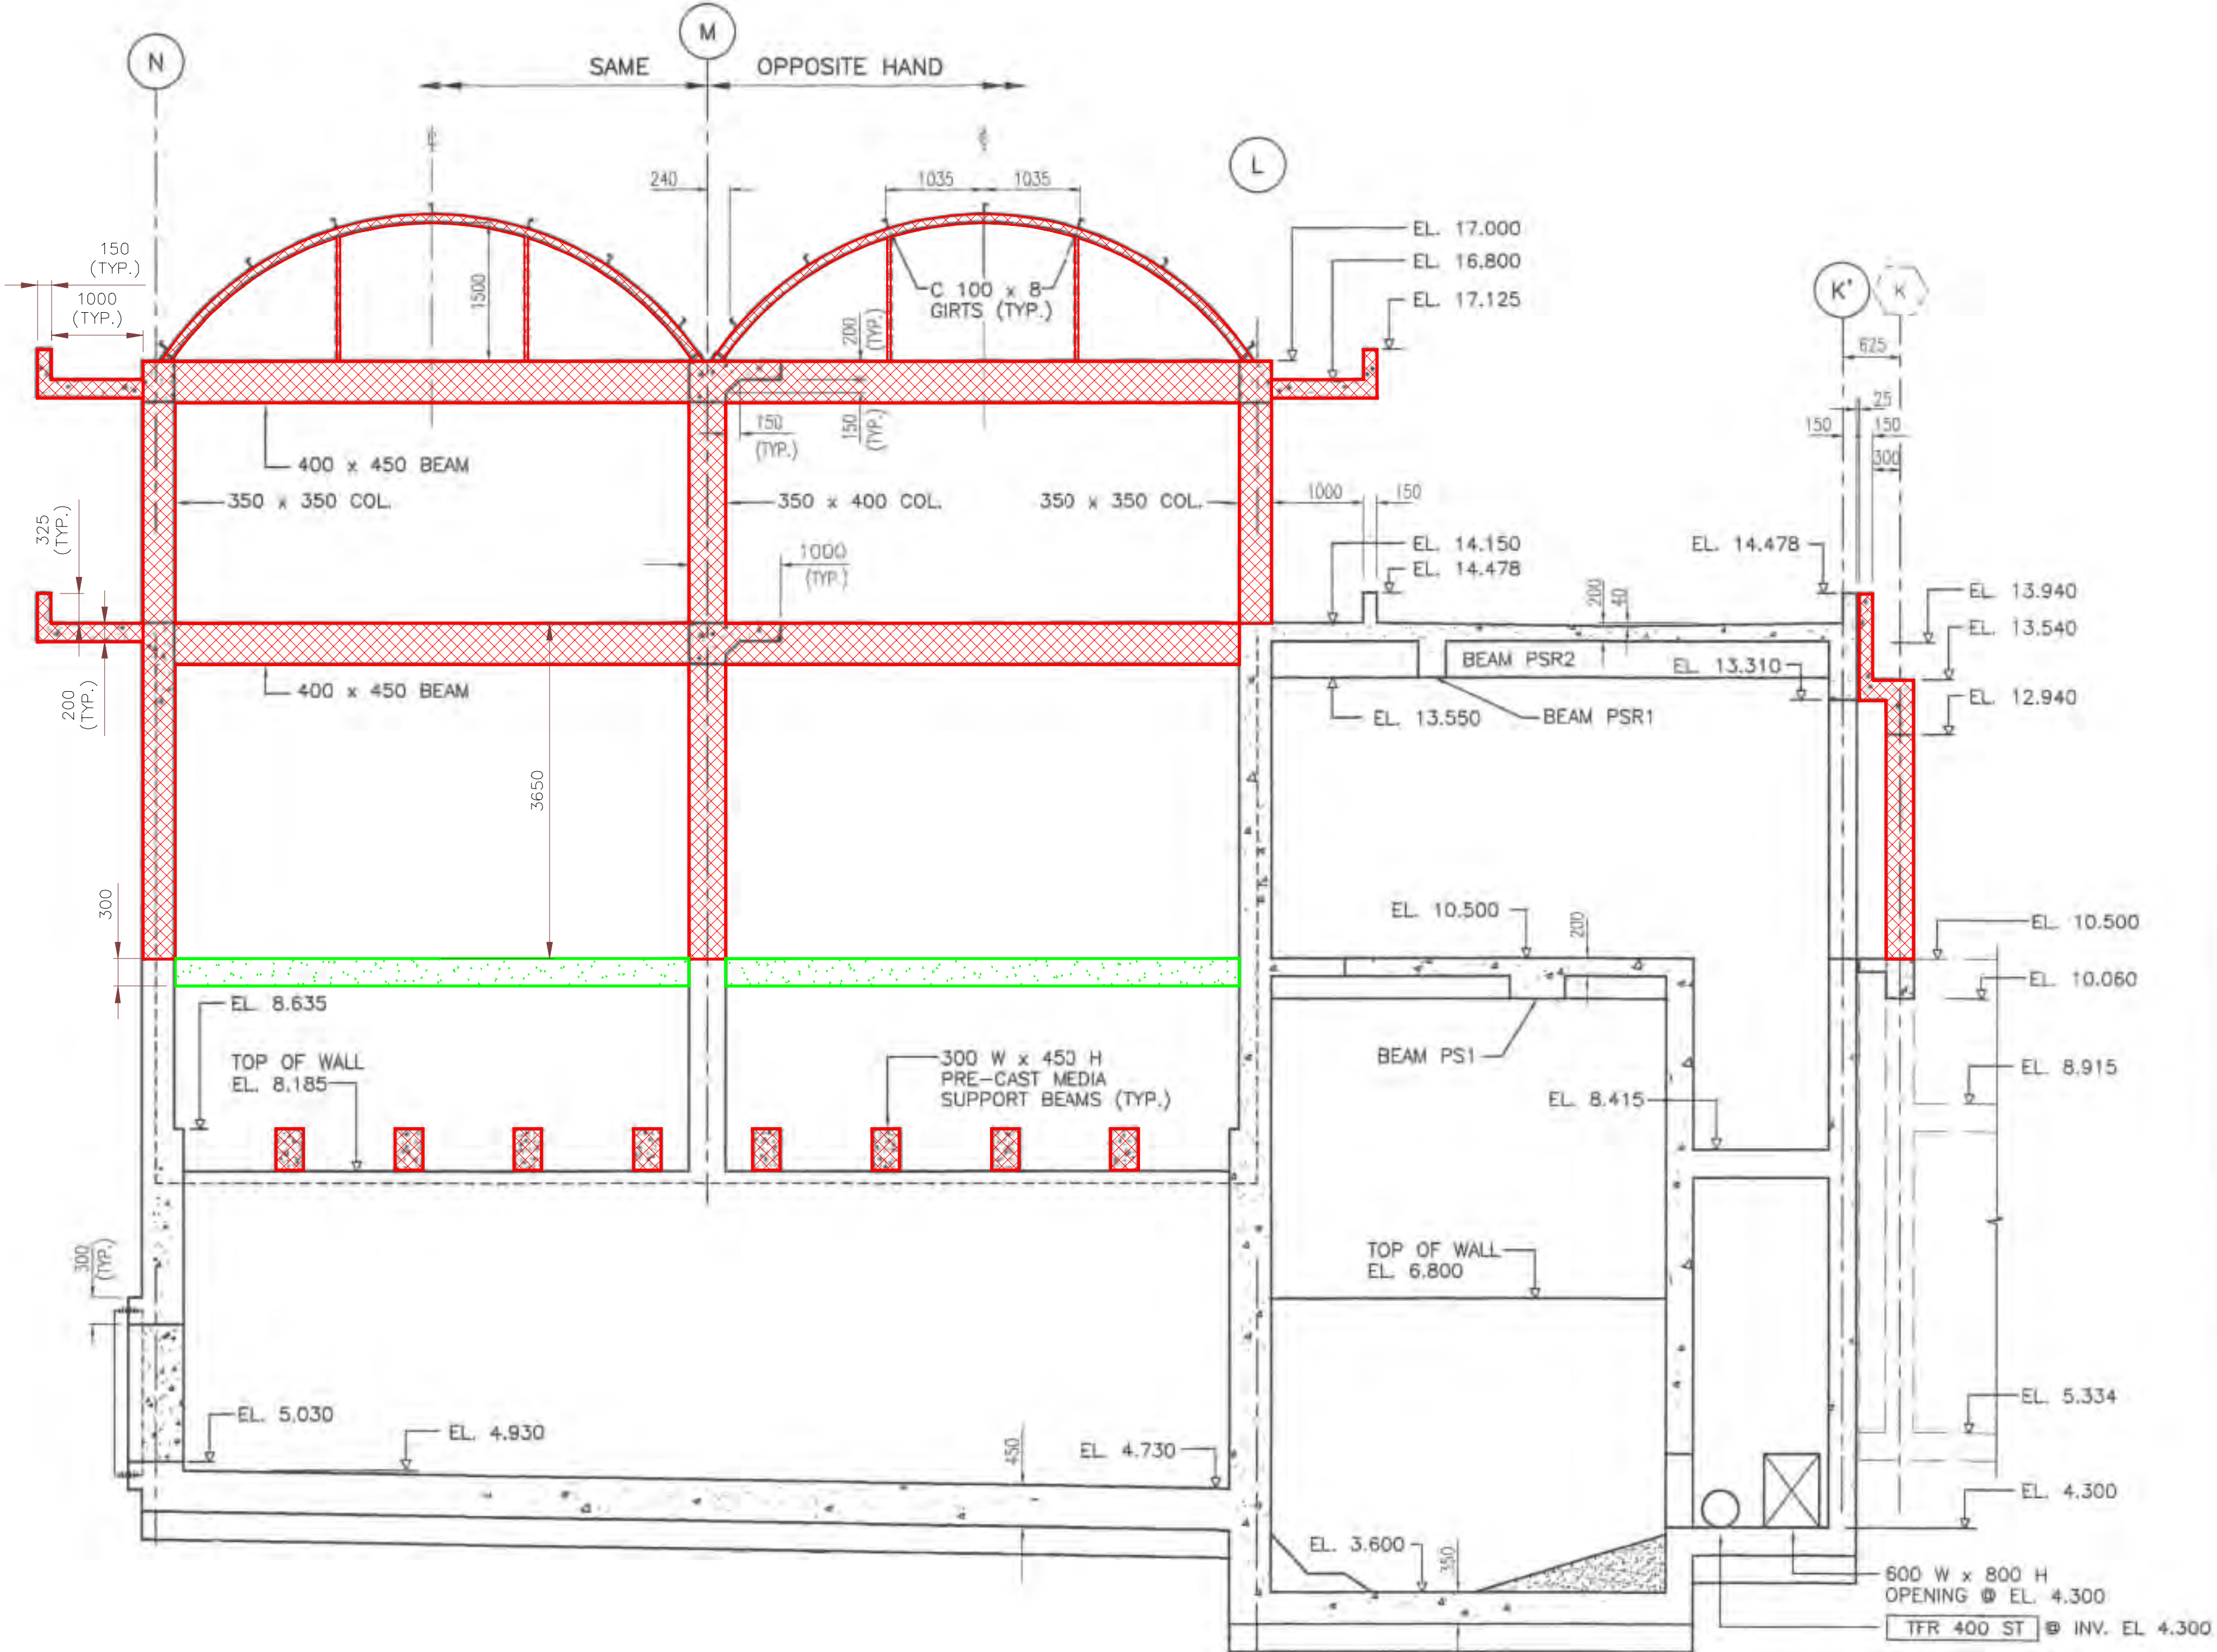 N
M
SAME
OPPOSITE HAND
L
240
1035
1035
150
(TYP.)
1000
(TYP.)
1500
C 100 x 8
GIRTS (TYP.)
200
(TYP.)
EL. 17.000
EL. 16.800
EL. 17.125
K'
K
625
25
150
150
300
150
(TYP.)
150
(TYP.)
400 x 450 BEAM
350 x 350 COL.
350 x 400 COL.
350 x 350 COL.
1000
150
325
(TYP.)
1000
(TYP.)
EL. 14.150
EL. 14.478
EL. 14.478
200
40
EL. 13.940
EL. 13.540
BEAM PSR2
EL. 13.310
EL. 12.940
200
(TYP.)
400 x 450 BEAM
EL. 13.550
BEAM PSR1
3650
300
EL. 10.500
200
EL. 10.500
EL. 10.060
EL. 8.635
TOP OF WALL
EL. 8.185
300 W x 450 H
PRE-CAST MEDIA
SUPPORT BEAMS (TYP.)
BEAM PS1
EL. 8.415
EL. 8.915
300
(TYP.)
TOP OF WALL
EL. 6.800
EL. 5.030
EL. 4.930
450
EL. 4.730
EL. 5.334
EL. 4.300
EL. 3.600
350
600 W x 800 H
OPENING @ EL. 4.300
TFR 400 ST @ INV. EL 4.300